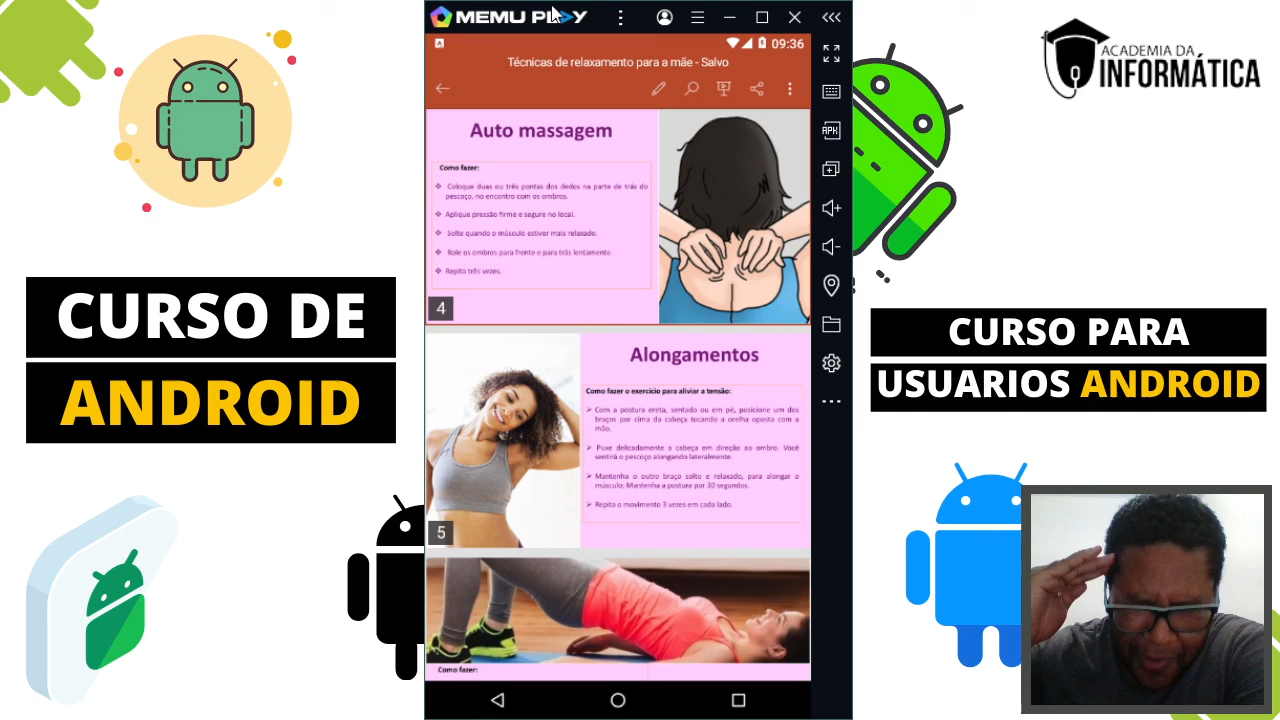 MEMU PLAY
09:36
Técnicas de relaxamento para a mãe - Salvo
APK
ACADEMIA DA
INFORMÁTICA
CURSO DE
ANDROID
Auto massagem
Como fazer:
❖ Coloque duas ou três pontas dos dedos na parte de trás do
pescoço, no encontro com os ombros.
❖ Aplique pressão firme e segure no local.
❖ Solte quando o músculo estiver mais relaxado.
❖ Role os ombros para frente e para trás lentamente.
❖ Repita três vezes.
4
Alongamentos
Como fazer o exercício para aliviar a tensão:
➢ Com a postura ereta, sentado ou em pé, posicione um dos
braços por cima da cabeça tocando a orelha oposta com a
mão.
➢ Puxe delicadamente a cabeça em direção ao ombro. Você
sentirá o pescoço alongando lateralmente.
➢ Mantenha o outro braço solto e relaxado, para alongar o
músculo; Mantenha a postura por 30 segundos.
➢ Repita o movimento 3 vezes em cada lado.
5
Como fazer:
CURSO PARA
USUARIOS ANDROID